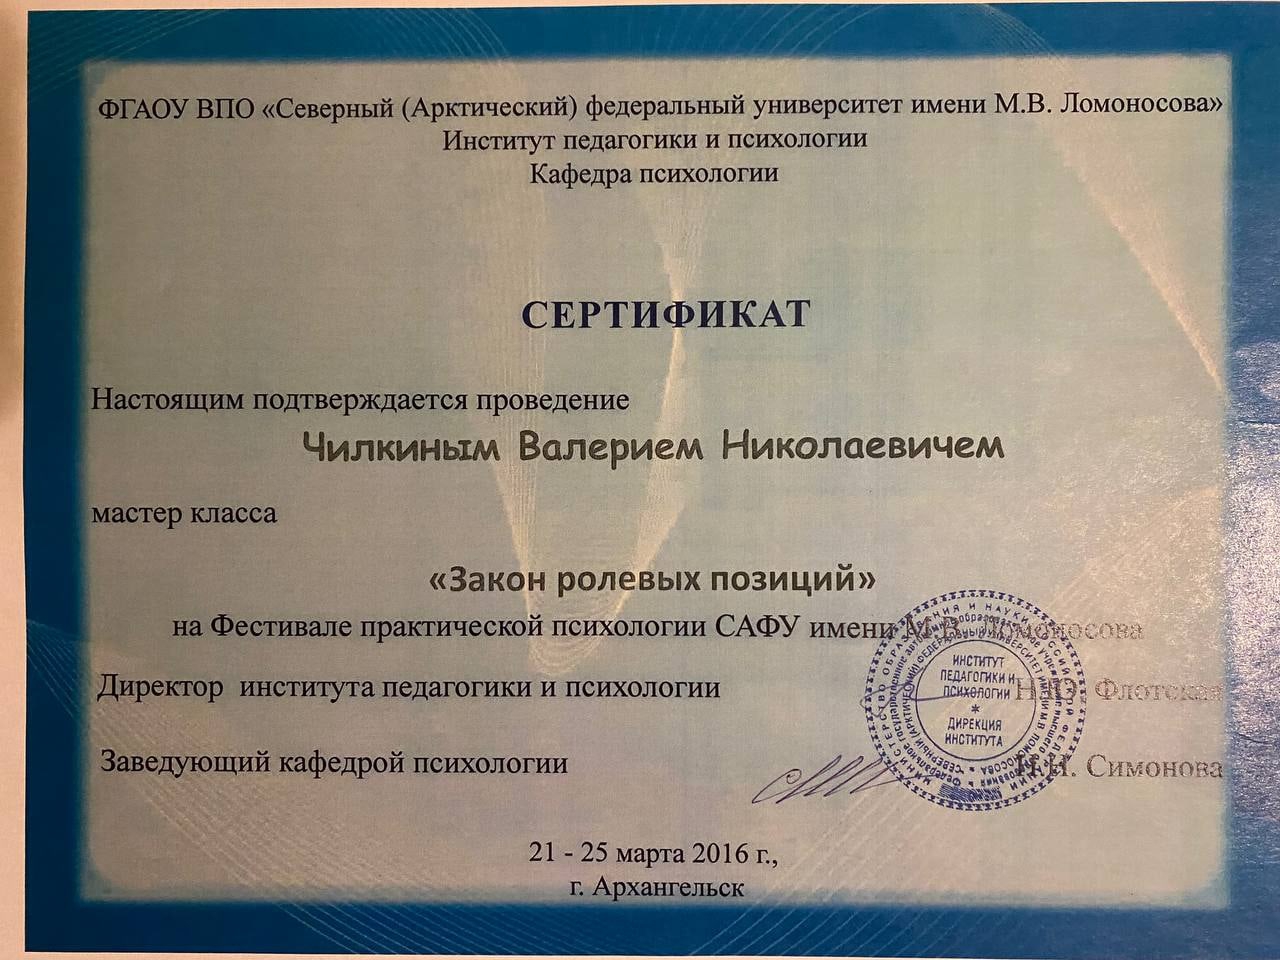 ФГАОУ ВПО «Северный (Арктический) федеральный университет имени М.В. Ломоносова»
Институт педагогики и психологии
Кафедра психологии
СЕРТИФИКАТ
Настоящим подтверждается проведение
Чилкиным Валерием Николаевичем
мастер класса
«Закон ролевых позиций»
на Фестивале практической психологии САФУ имени М.В. Ломоносова
Директор института педагогики и психологии Н.Ю. Флотская
Заведующий кафедрой психологии Н.Н. Симонова
ИНСТИТУТ
ПЕДАГОГИКИ И
ПСИХОЛОГИИ
*
ДИРЕКЦИЯ
ИНСТИТУТА
21 - 25 марта 2016 г.,
г. Архангельск